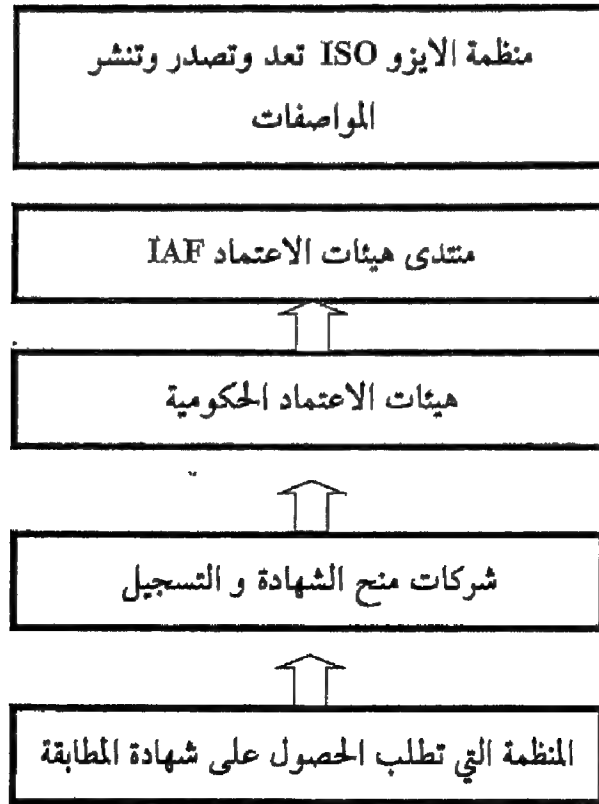 منظمة الايزو ISO تعد وتصدر وتنشر
المواصفات
منتدى هيئات الاعتماد IAF
هيئات الاعتماد الحكومية
شركات منح الشهادة و التسجيل
المنظمة التي تطلب الحصول على شهادة المطابقة